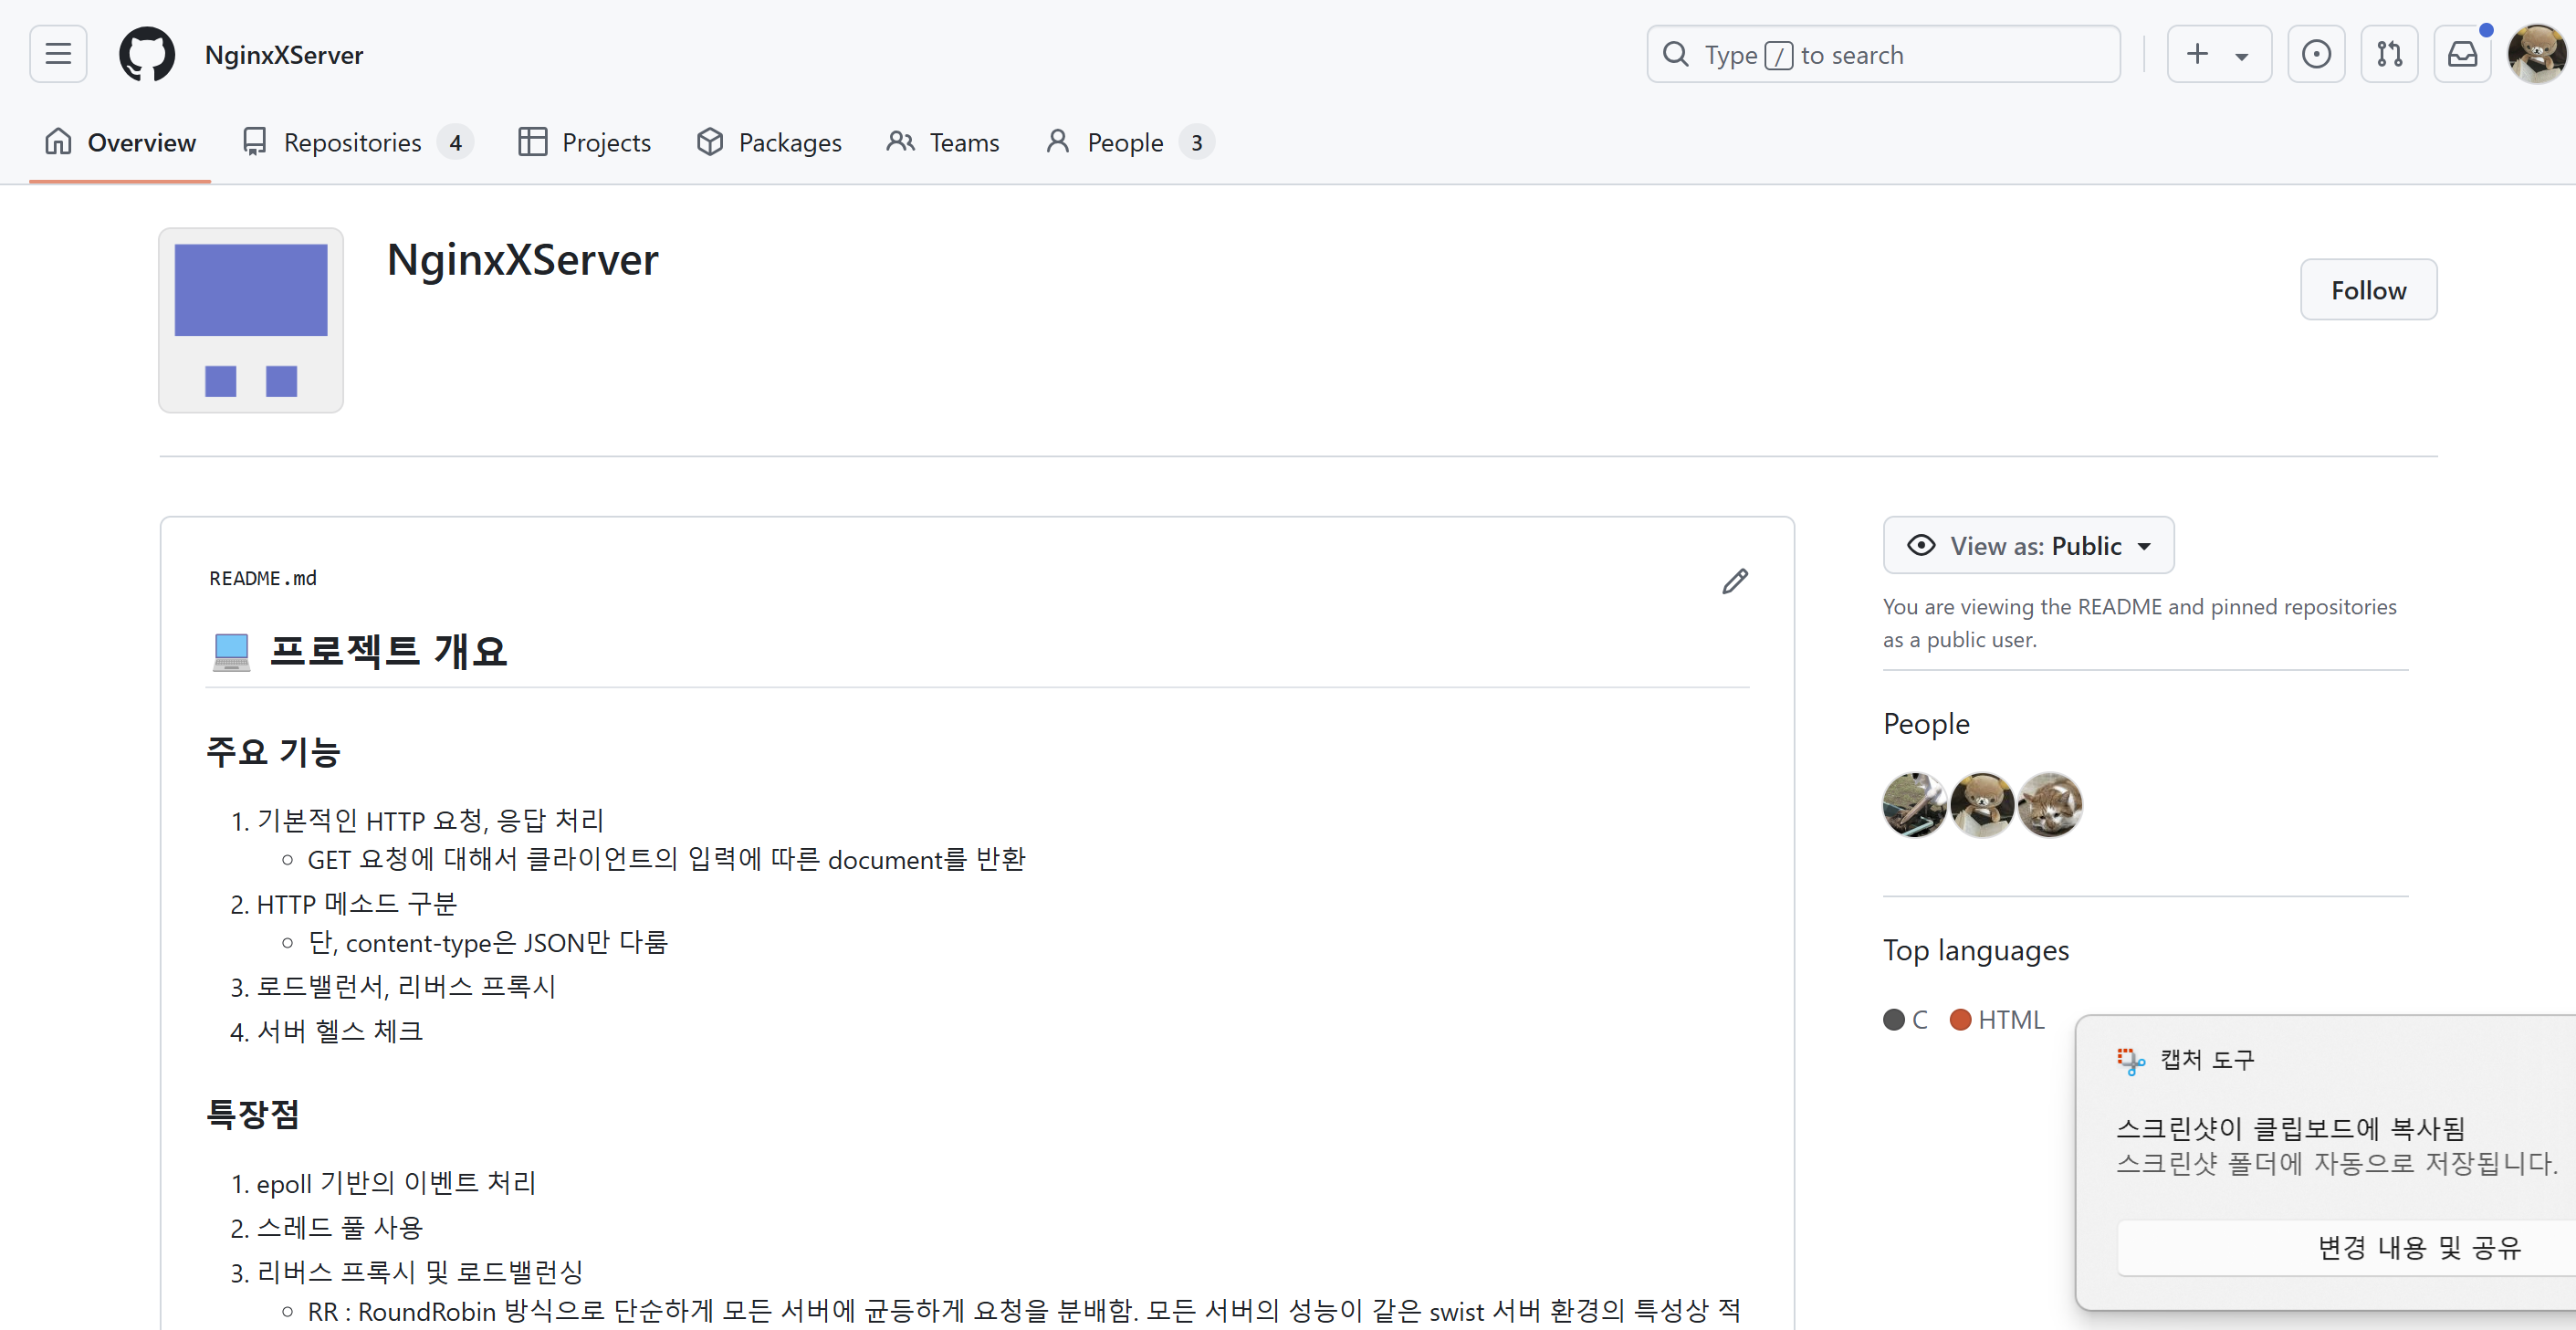 NginxXServer
Type / to search
Overview
Repositories 4
Projects
Packages
Teams
People 3
NginxXServer
Follow
README.md
프로젝트 개요
주요 기능
1. 기본적인 HTTP 요청, 응답 처리
GET 요청에 대해서 클라이언트의 입력에 따른 document를 반환
2. HTTP 메소드 구분
단, content-type은 JSON만 다룸
3. 로드밸런서, 리버스 프록시
4. 서버 헬스 체크
특장점
1. epoll 기반의 이벤트 처리
2. 스레드 풀 사용
3. 리버스 프록시 및 로드밸런싱
RR : RoundRobin 방식으로 단순하게 모든 서버에 균등하게 요청을 분배함. 모든 서버의 성능이 같은 swist 서버 환경의 특성상 적
View as: Public
You are viewing the README and pinned repositories
as a public user.
People
Top languages
C HTML
캡처 도구
스크린샷이 클립보드에 복사됨
스크린샷 폴더에 자동으로 저장됩니다.
변경 내용 및 공유